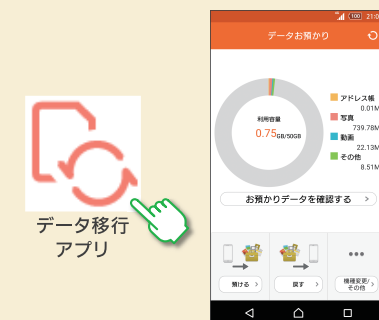 データ移行
アプリ
100 21:0
データお預かり
利用容量
0.75GB/50GB
アドレス帳
0.01M
写真
739.78M
動画
22.13M
その他
8.51M
お預かりデータを確認する
預ける
戻す
機種変更/
その他